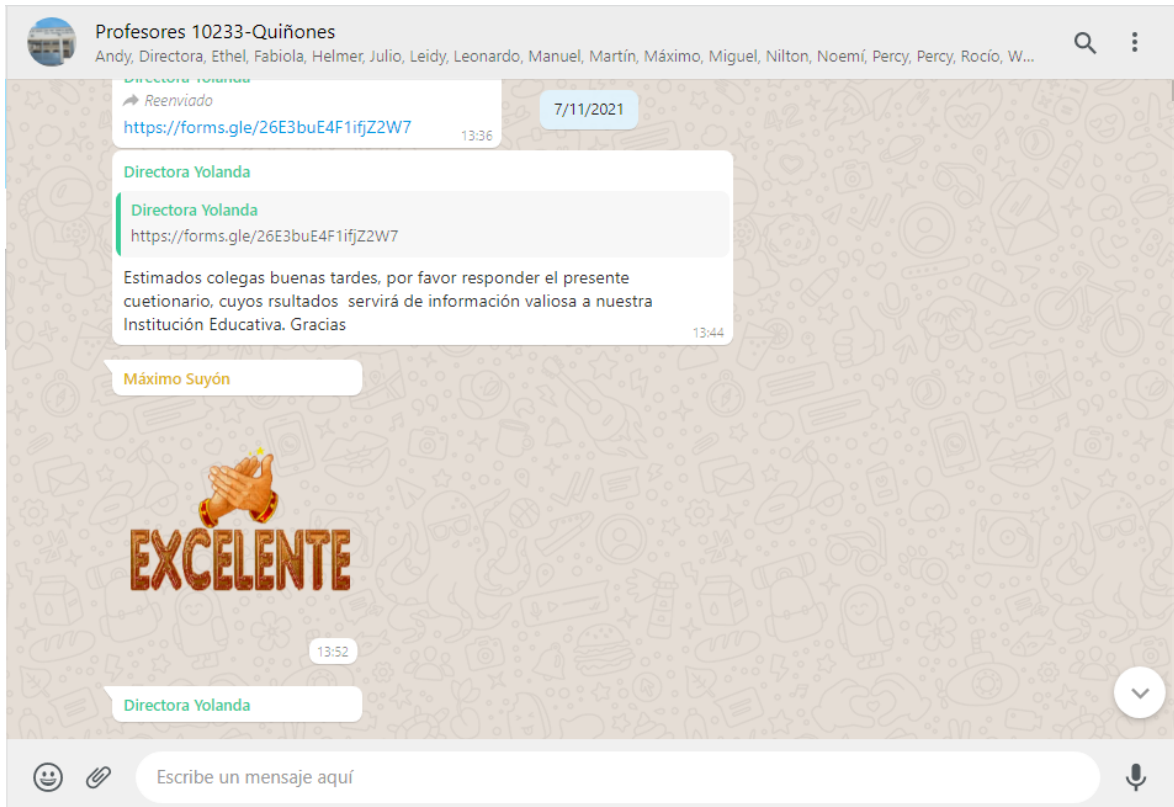 Profesores 10233-Quiñones
Andy, Directora, Ethel, Fabiola, Helmer, Julio, Leidy, Leonardo, Manuel, Martín, Máximo, Miguel, Nilton, Noemí, Percy, Percy, Rocío, W...
Directora Yolanda
Reenviado
7/11/2021
https://forms.gle/26E3buE4F1ifjZ2W7
13:36
Directora Yolanda
Directora Yolanda
https://forms.gle/26E3buE4F1ifjZ2W7
Estimados colegas buenas tardes, por favor responder el presente
cuetionario, cuyos rsultados servirá de información valiosa a nuestra
Institución Educativa. Gracias
13:44
Máximo Suyón
EXCELENTE
13:52
Directora Yolanda
Escribe un mensaje aquí